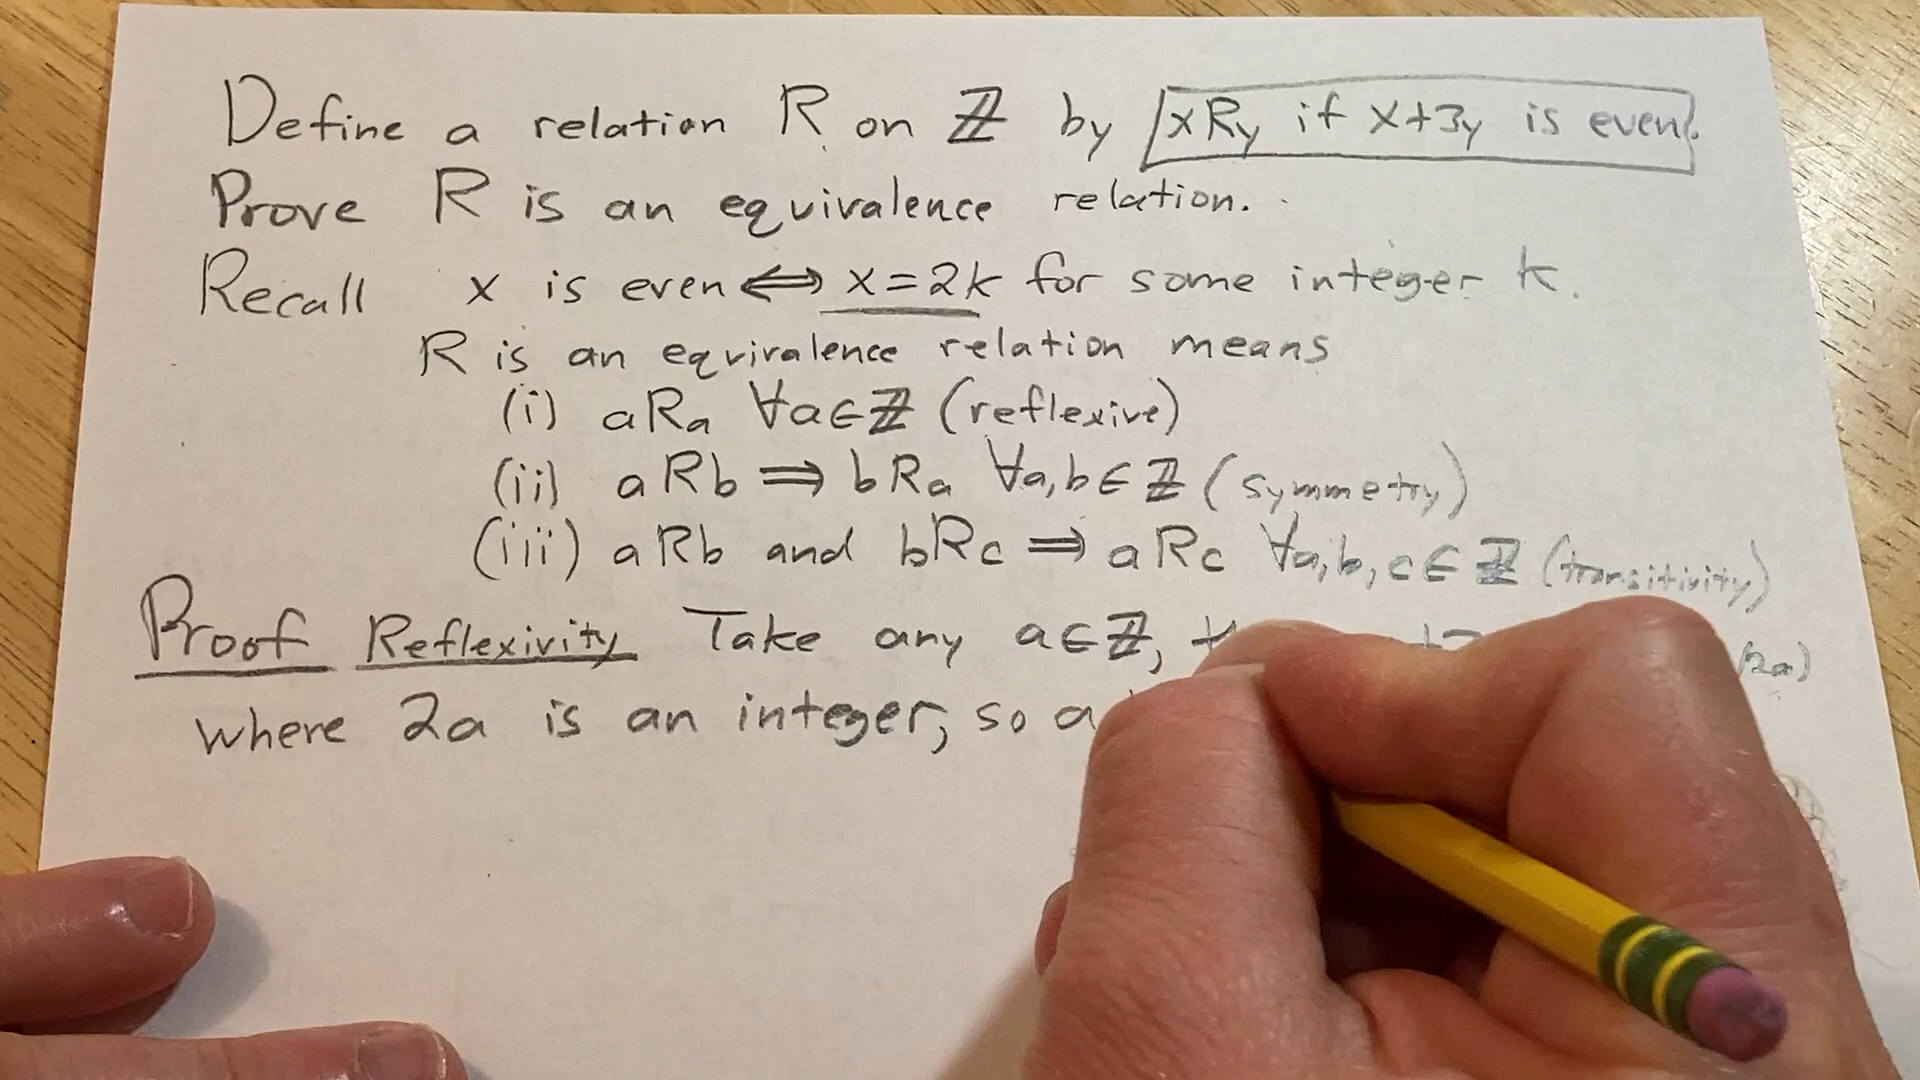 Define a relation R on ℤ by xRy if x+3y is even.
Prove R is an equivalence relation.
Recall x is even ⟺ x=2k for some integer k.
R is an equivalence relation means
(i) aRa ∀a∈ℤ (reflexive)
(ii) aRb ⟹ bRa ∀a,b∈ℤ (symmetry)
(iii) aRb and bRc ⟹ aRc ∀a,b,c∈ℤ (transitivity)
Proof Reflexivity Take any a∈ℤ, (2a)
where 2a is an integer, so a